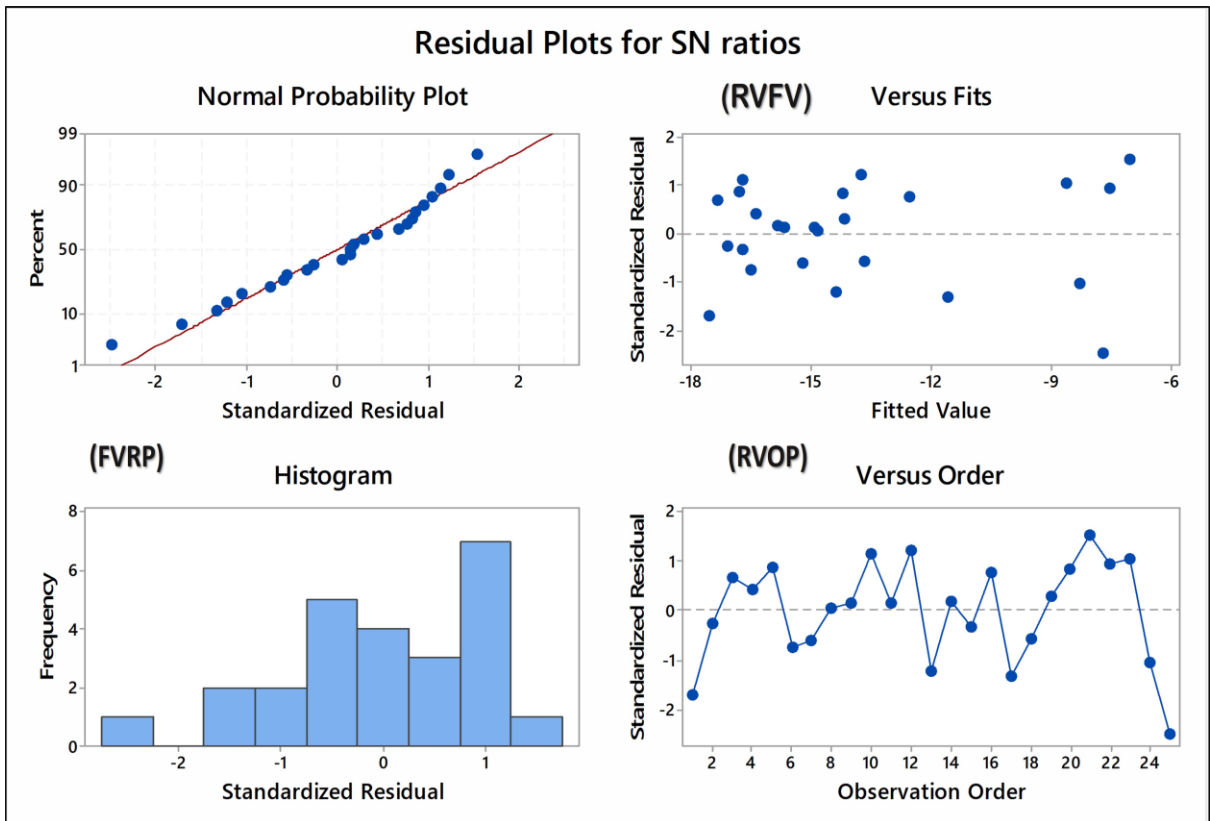 Residual Plots for SN ratios
Normal Probability Plot
99
90
50
10
1
Percent
-2 -1 0 1 2
Standardized Residual
(RVFV) Versus Fits
2
1
0
-1
-2
Standardized Residual
-18 -15 -12 -9 -6
Fitted Value
(FVRP)
Histogram
8
6
4
2
0
Frequency
-2 -1 0 1
Standardized Residual
(RVOP)
Versus Order
2
1
0
-1
-2
Standardized Residual
2 4 6 8 10 12 14 16 18 20 22 24
Observation Order